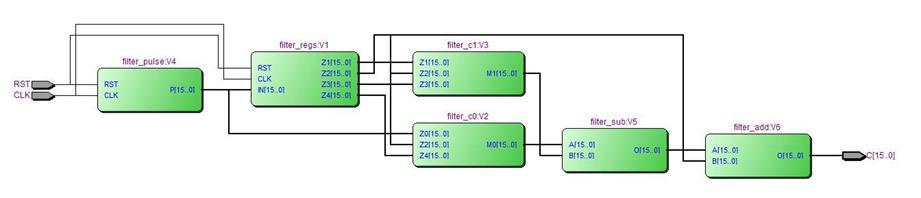 RST
CLK
filter_pulse:V4
RST
CLK
P[15..0]
filter_regs:V1
RST
CLK
IN[15..0]
Z1[15..0]
Z2[15..0]
Z3[15..0]
Z4[15..0]
filter_c1:V3
Z1[15..0]
Z2[15..0]
Z3[15..0]
M1[15..0]
filter_c0:V2
Z0[15..0]
Z2[15..0]
Z4[15..0]
M0[15..0]
filter_sub:V5
A[15..0]
B[15..0]
O[15..0]
filter_add:V6
A[15..0]
B[15..0]
O[15..0]
C[15..0]